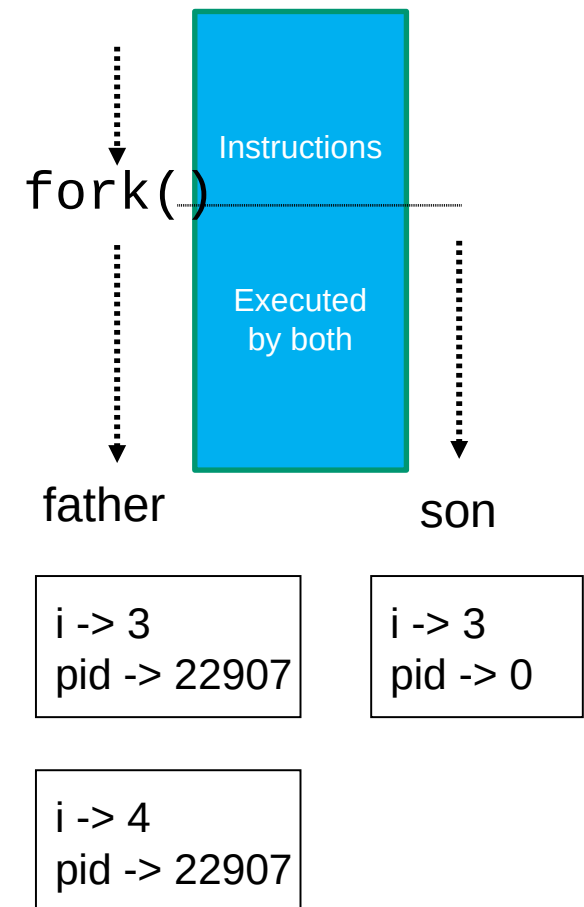 Instructions
fork()
Executed
by both
father
son
i -> 3
pid -> 22907
i -> 3
pid -> 0
i -> 4
pid -> 22907